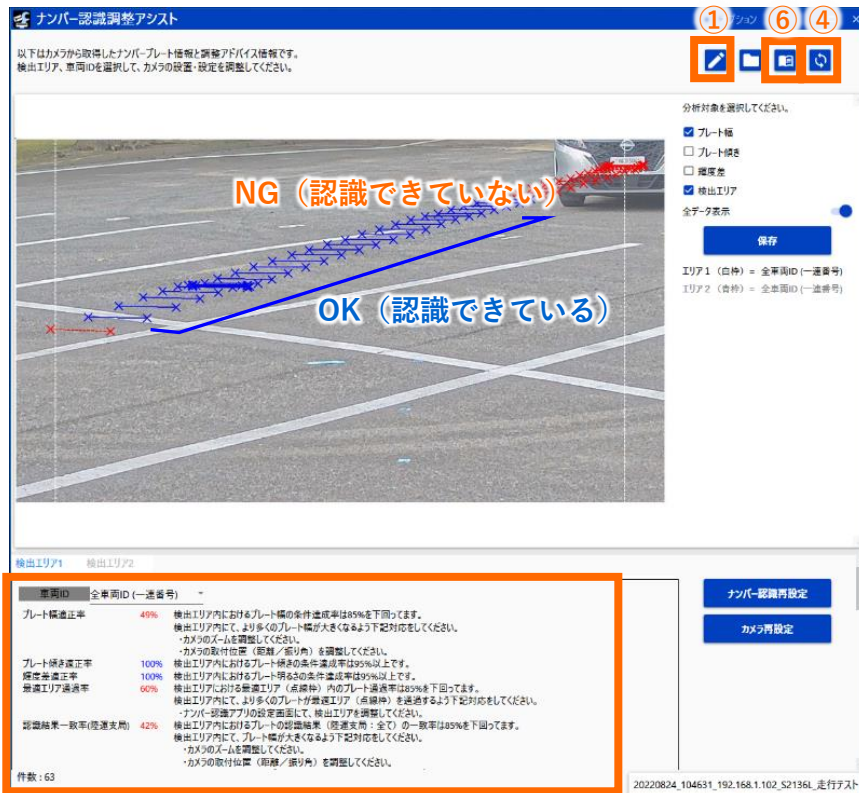 ナンバー認識調整アシスト
① ⑥ ④
以下はカメラから取得したナンバープレート情報と調整アドバイス情報です。
検出エリア、車両IDを選択して、カメラの設置・設定を調整してください。
分析対象を選択してください。
プレート幅
プレート傾き
輝度差
検出エリア
全データ表示
保存
エリア1（白枠）= 全車両ID (一連番号)
エリア2（青枠）= 全車両ID (一連番号)
NG（認識できていない）
OK（認識できている）
検出エリア1 検出エリア2
車両ID 全車両ID (一連番号)
プレート幅適正率 49% 検出エリア内におけるプレート幅の条件達成率は85%を下回ってます。
検出エリア内にて、より多くのプレート幅が大きくなるよう下記対応をしてください。
・カメラのズームを調整してください。
・カメラの取付位置（距離／振り角）を調整してください。
プレート傾き適正率 100% 検出エリア内におけるプレート傾きの条件達成率は95%以上です。
輝度差適正率 100% 検出エリア内におけるプレート明るさの条件達成率は95%以上です。
最適エリア通過率 60% 検出エリアにおける最適エリア（点線枠）内のプレート通過率は85%を下回ってます。
検出エリア内にて、より多くのプレートが最適エリア（点線枠）を通過するよう下記対応をしてください。
・ナンバー認識アプリの設定画面にて、検出エリアを調整してください。
認識結果一致率(陸運支局) 42% 検出エリア内におけるプレートの認識結果（陸運支局：全て）の一致率は85%を下回ってます。
検出エリア内にて、プレート幅が大きくなるよう下記対応をしてください。
・カメラのズームを調整してください。
・カメラの取付位置（距離／振り角）を調整してください。
件数 : 63
ナンバー認識再設定
カメラ再設定
20220824_104631_192.168.1.102_S2136L_走行テスト